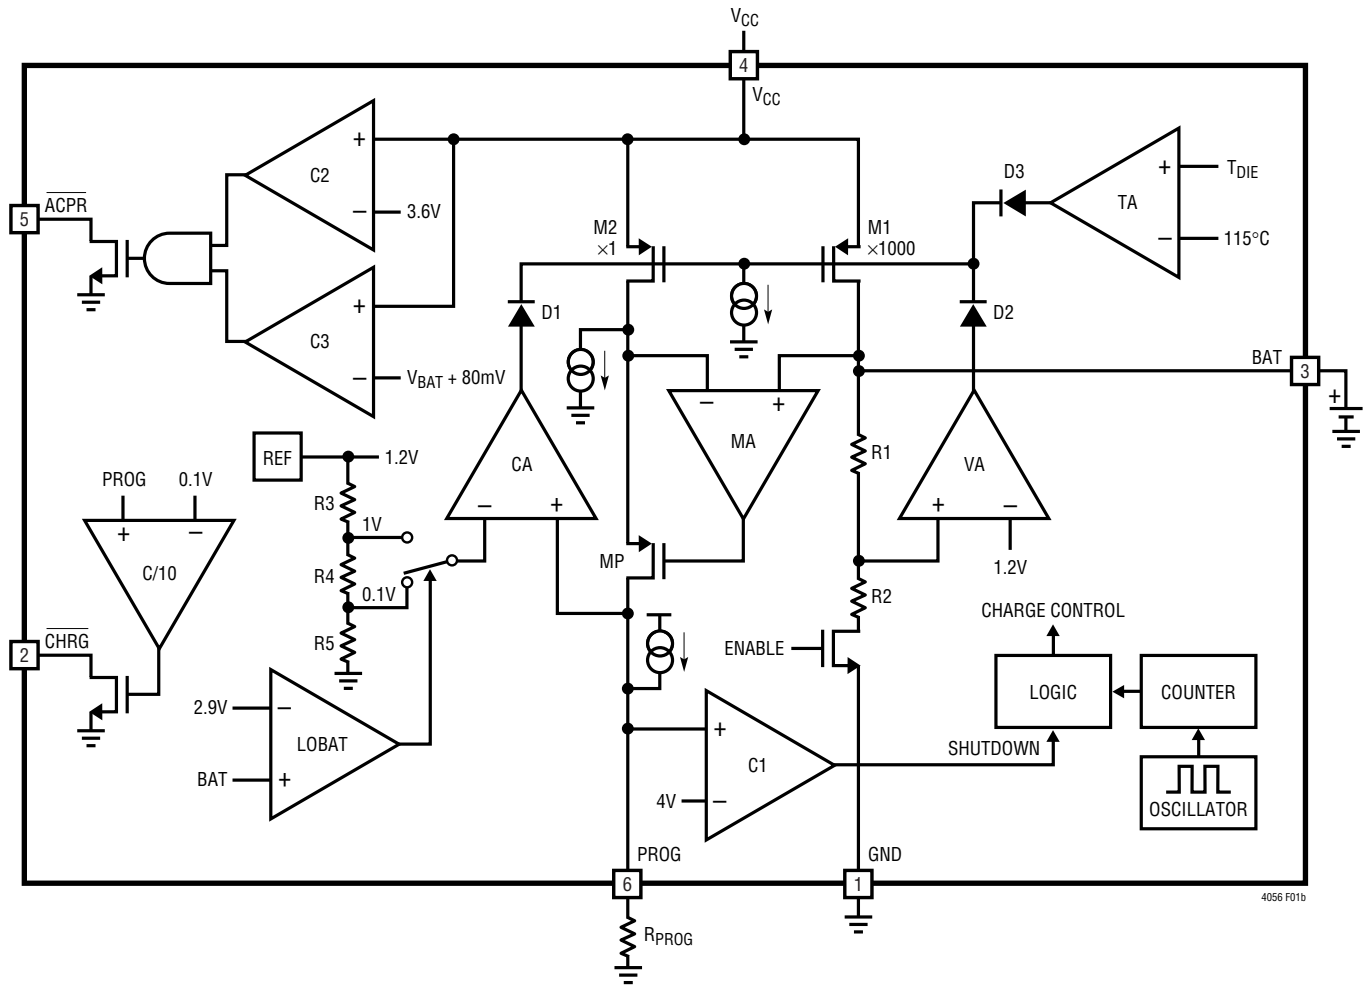 VCC
4
VCC
C2
+
−
3.6V
5
ACPR
C3
+
−
VBAT + 80mV
M2
×1
M1
×1000
D3
TA
+
−
TDIE
115°C
D1
D2
BAT
3
+
REF
1.2V
R3
1V
R4
0.1V
R5
CA
−
+
MA
−
+
R1
VA
+
−
1.2V
PROG
0.1V
+
−
C/10
MP
R2
2
CHRG
ENABLE
CHARGE CONTROL
LOGIC
COUNTER
SHUTDOWN
OSCILLATOR
2.9V
−
LOBAT
BAT
+
+
C1
4V
−
PROG
6
GND
1
RPROG
4056 F01b